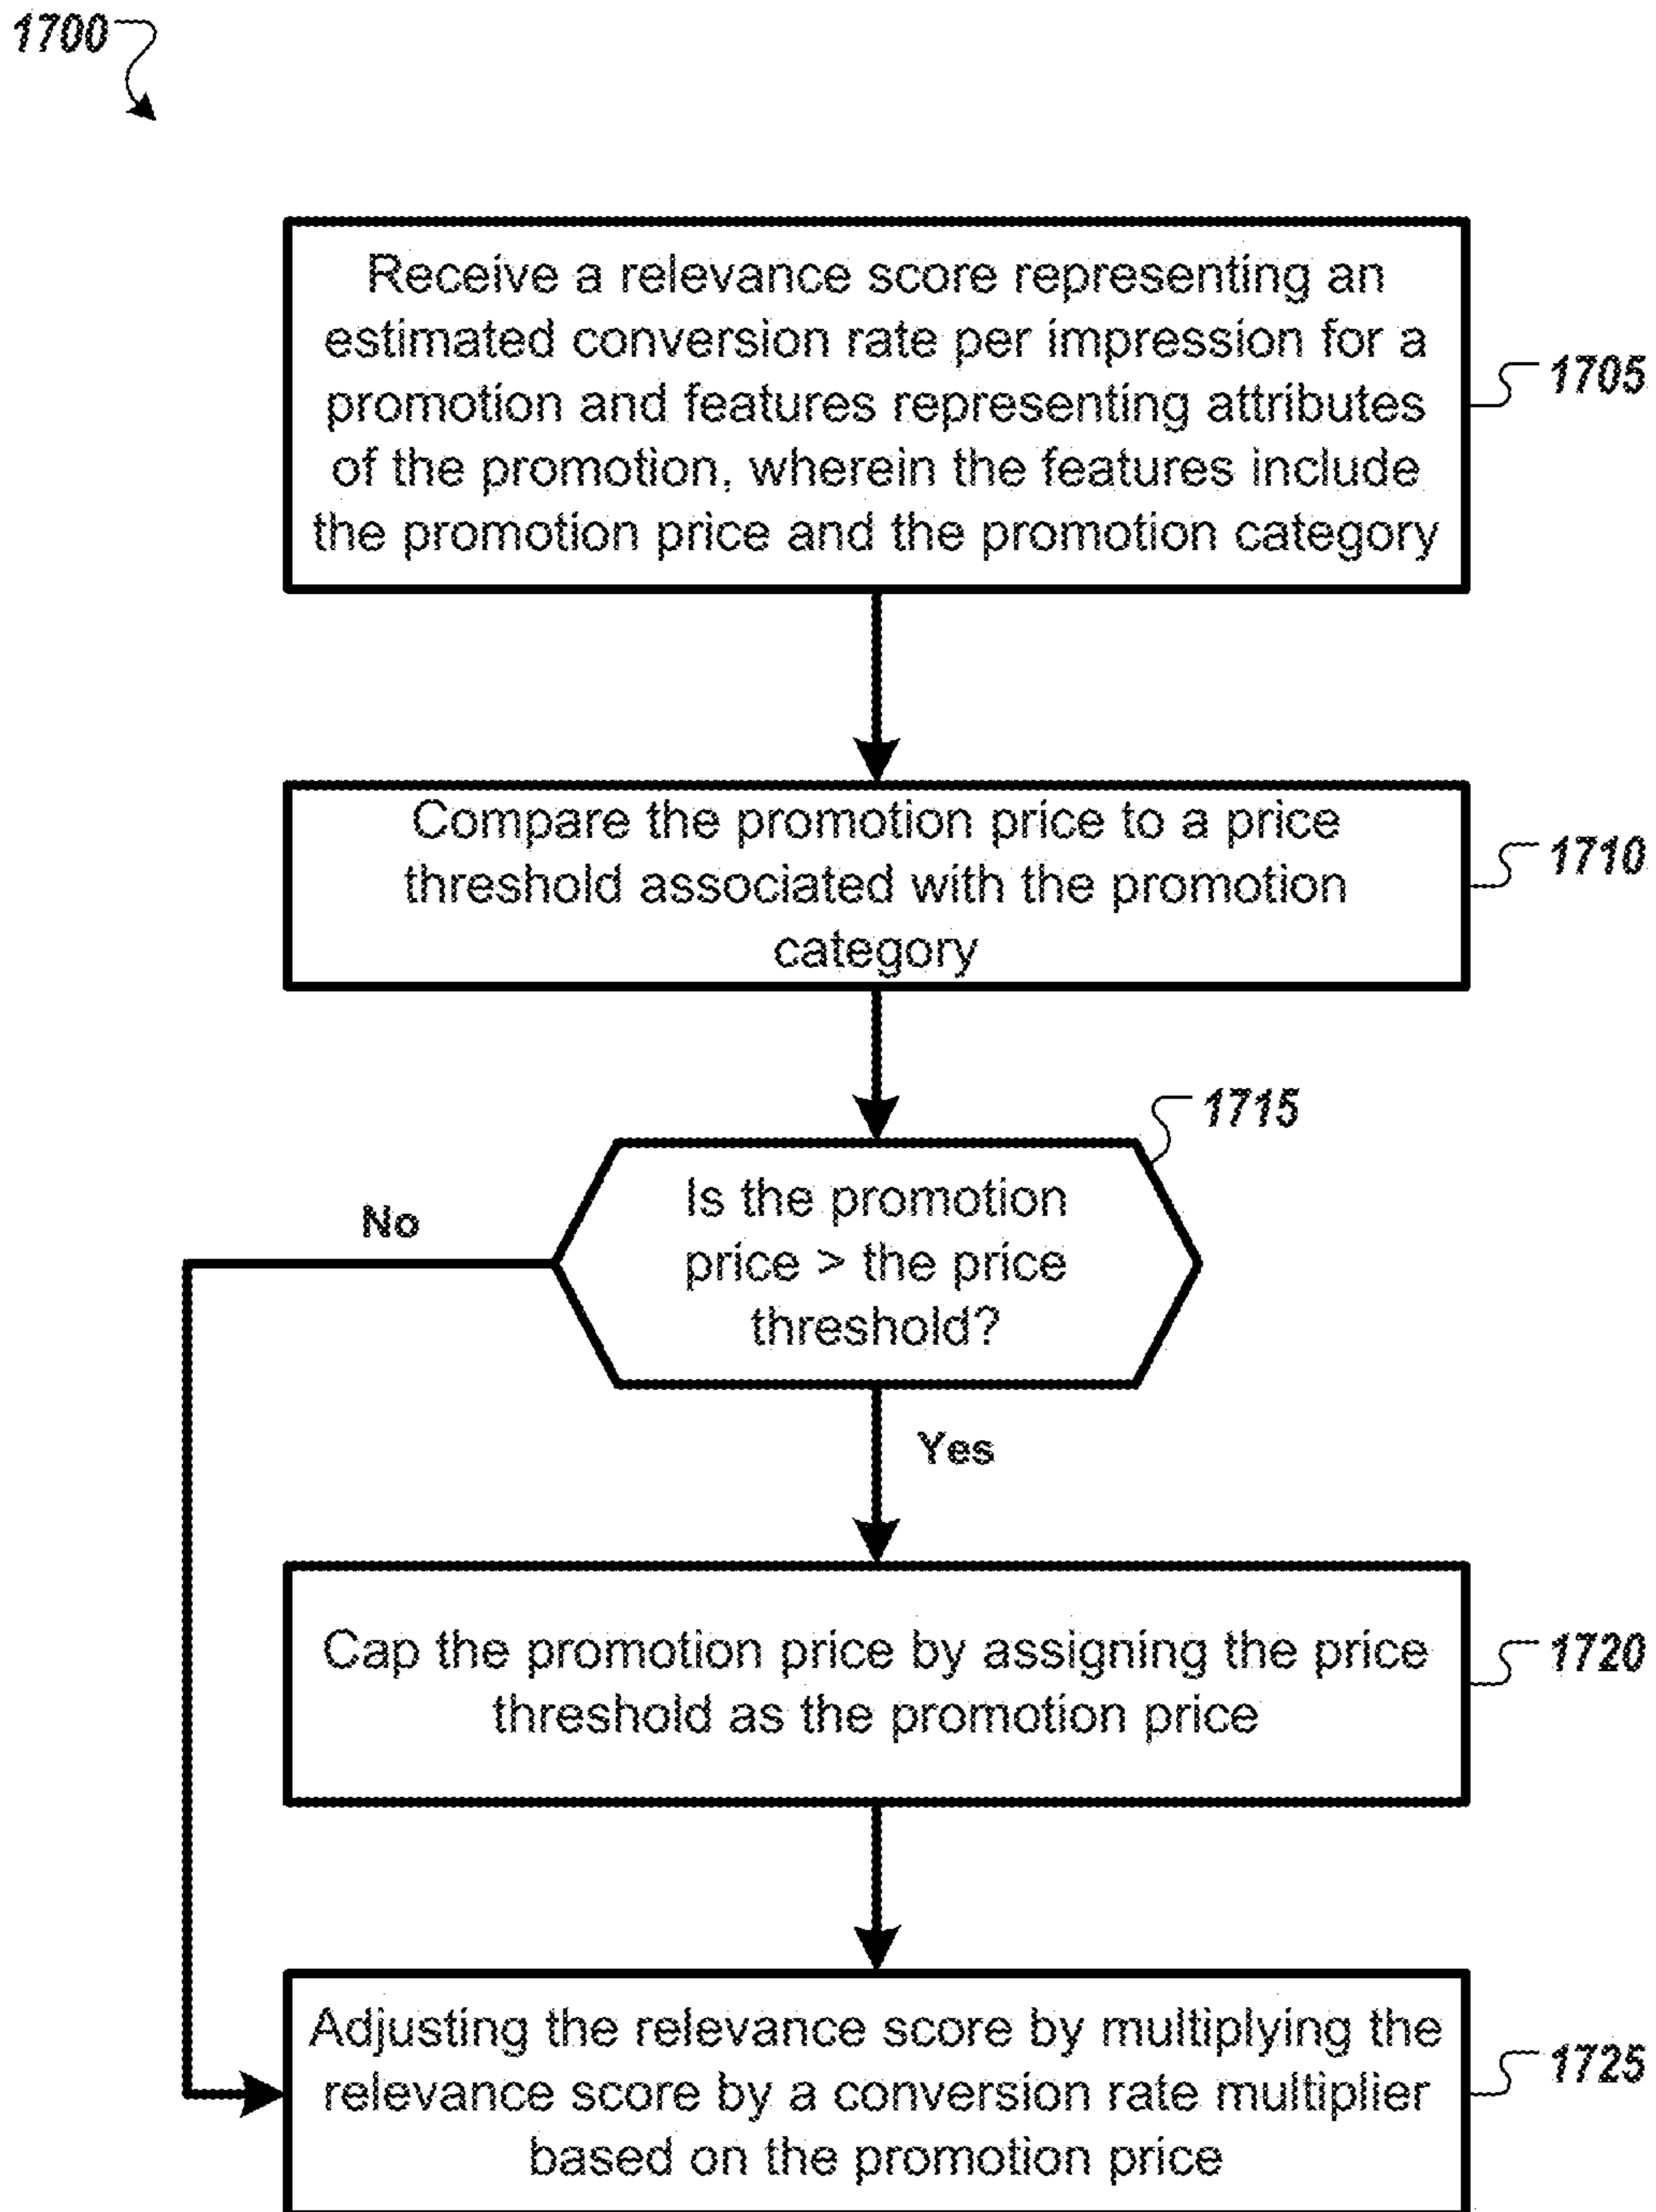 1700
Receive a relevance score representing an
estimated conversion rate per impression for a
promotion and features representing attributes
of the promotion, wherein the features include
the promotion price and the promotion category
1705
Compare the promotion price to a price
threshold associated with the promotion
category
1710
1715
Is the promotion
price > the price
threshold?
No
Yes
Cap the promotion price by assigning the price
threshold as the promotion price
1720
Adjusting the relevance score by multiplying the
relevance score by a conversion rate multiplier
based on the promotion price
1725